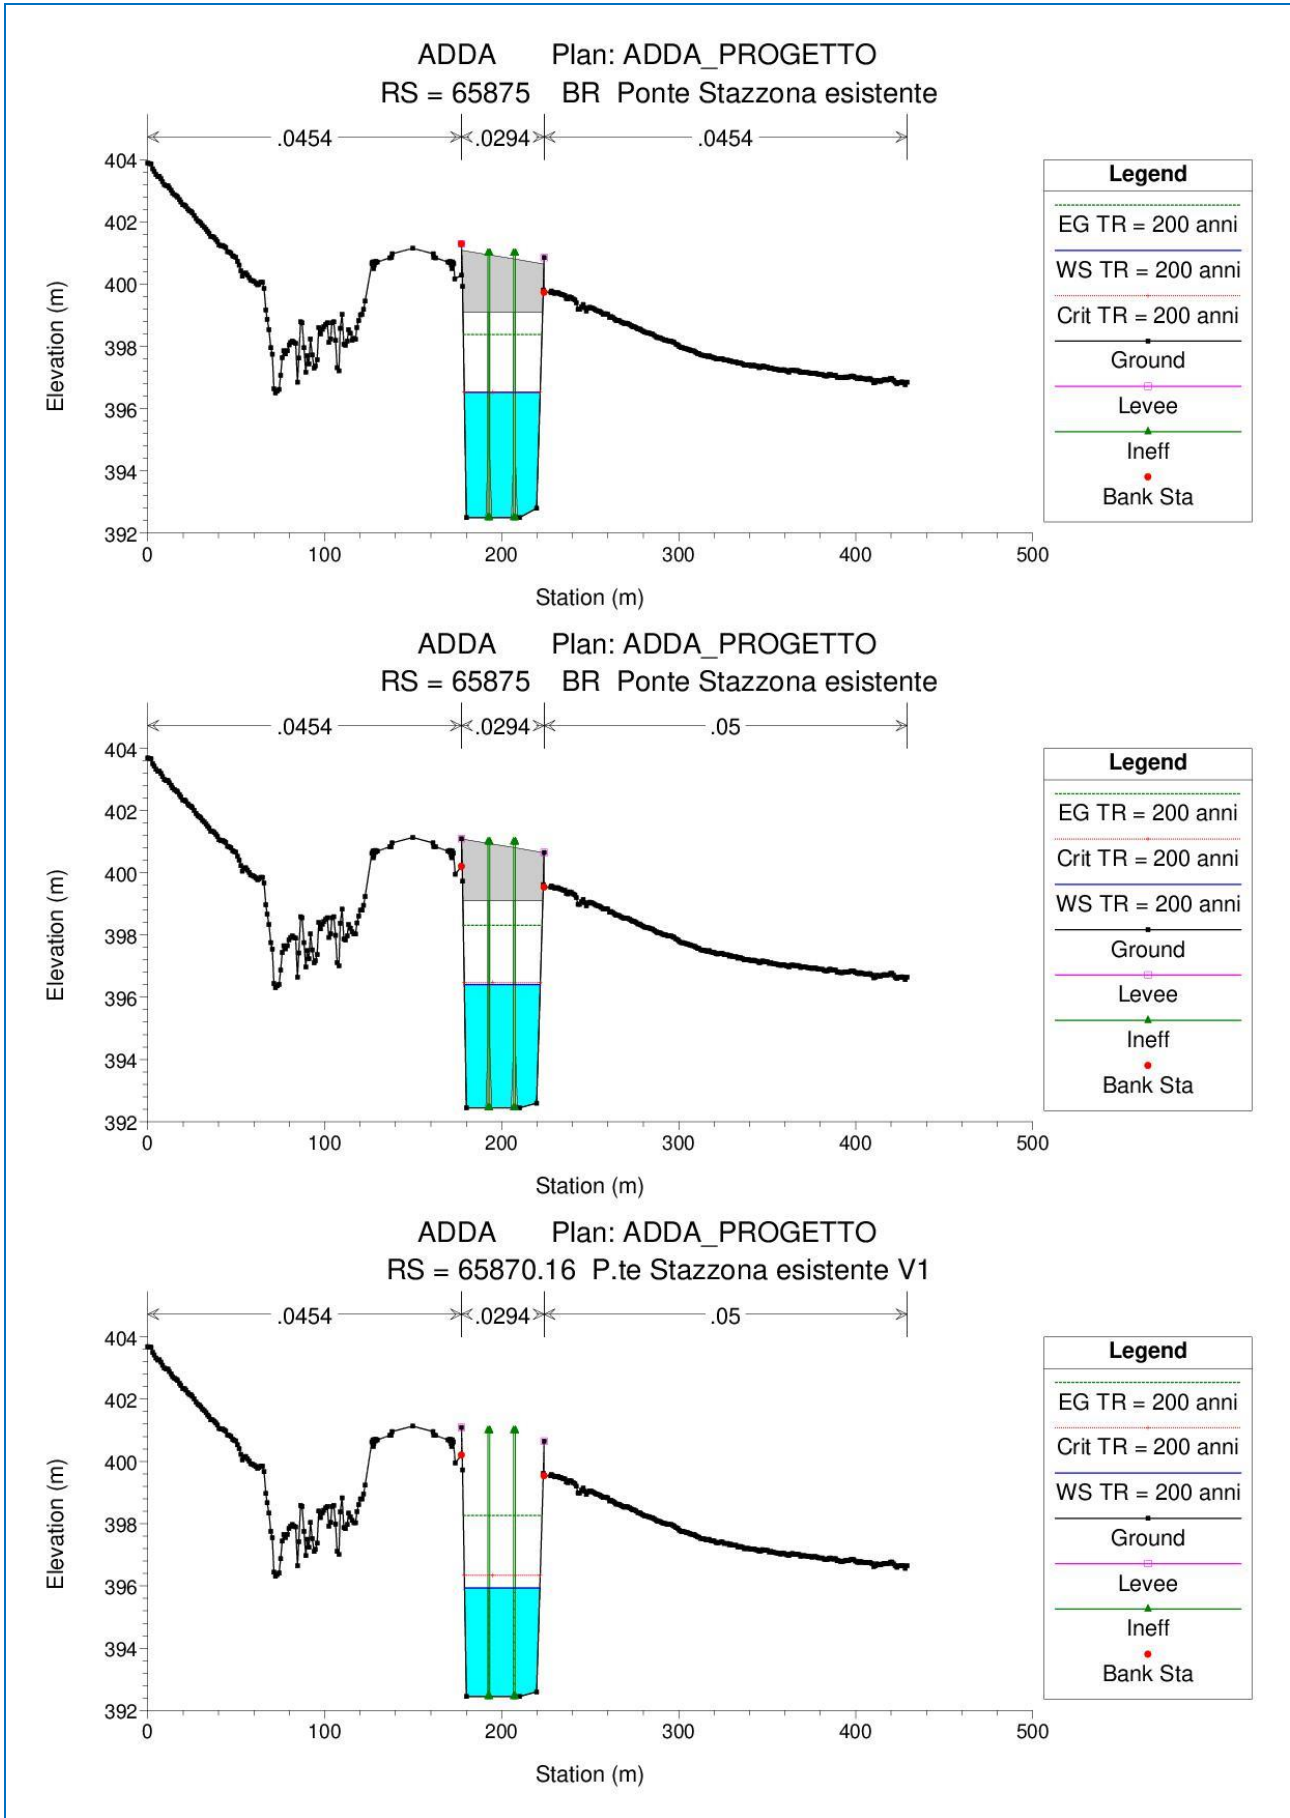 ADDA Plan: ADDA_PROGETTO
RS = 65875 BR Ponte Stazzona esistente
.0454 .0294 .0454
404
402
400
398
396
394
392
0 100 200 300 400 500
Elevation (m)
Station (m)
Legend
EG TR = 200 anni
WS TR = 200 anni
Crit TR = 200 anni
Ground
Levee
Ineff
Bank Sta
ADDA Plan: ADDA_PROGETTO
RS = 65875 BR Ponte Stazzona esistente
.0454 .0294 .05
404
402
400
398
396
394
392
0 100 200 300 400 500
Elevation (m)
Station (m)
Legend
EG TR = 200 anni
Crit TR = 200 anni
WS TR = 200 anni
Ground
Levee
Ineff
Bank Sta
ADDA Plan: ADDA_PROGETTO
RS = 65870.16 P.te Stazzona esistente V1
.0454 .0294 .05
404
402
400
398
396
394
392
0 100 200 300 400 500
Elevation (m)
Station (m)
Legend
EG TR = 200 anni
Crit TR = 200 anni
WS TR = 200 anni
Ground
Levee
Ineff
Bank Sta